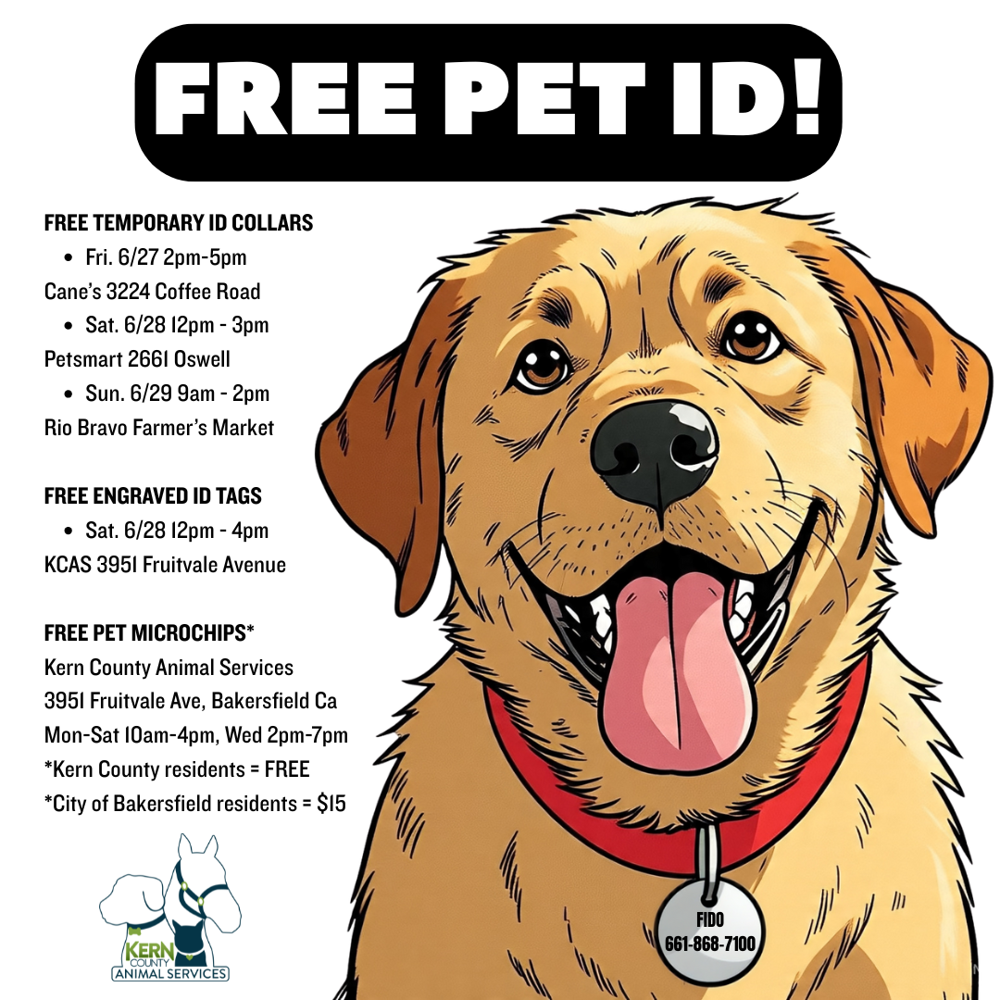 FREE PET ID!
FREE TEMPORARY ID COLLARS
• Fri. 6/27 2pm-5pm
Cane's 3224 Coffee Road
• Sat. 6/28 12pm - 3pm
Petsmart 2661 Oswell
• Sun. 6/29 9am - 2pm
Rio Bravo Farmer's Market
FREE ENGRAVED ID TAGS
• Sat. 6/28 12pm - 4pm
KCAS 3951 Fruitvale Avenue
FREE PET MICROCHIPS*
Kern County Animal Services
3951 Fruitvale Ave, Bakersfield Ca
Mon-Sat 10am-4pm, Wed 2pm-7pm
*Kern County residents = FREE
*City of Bakersfield residents = $15
KERN
COUNTY
ANIMAL SERVICES
FIDO
661-868-7100